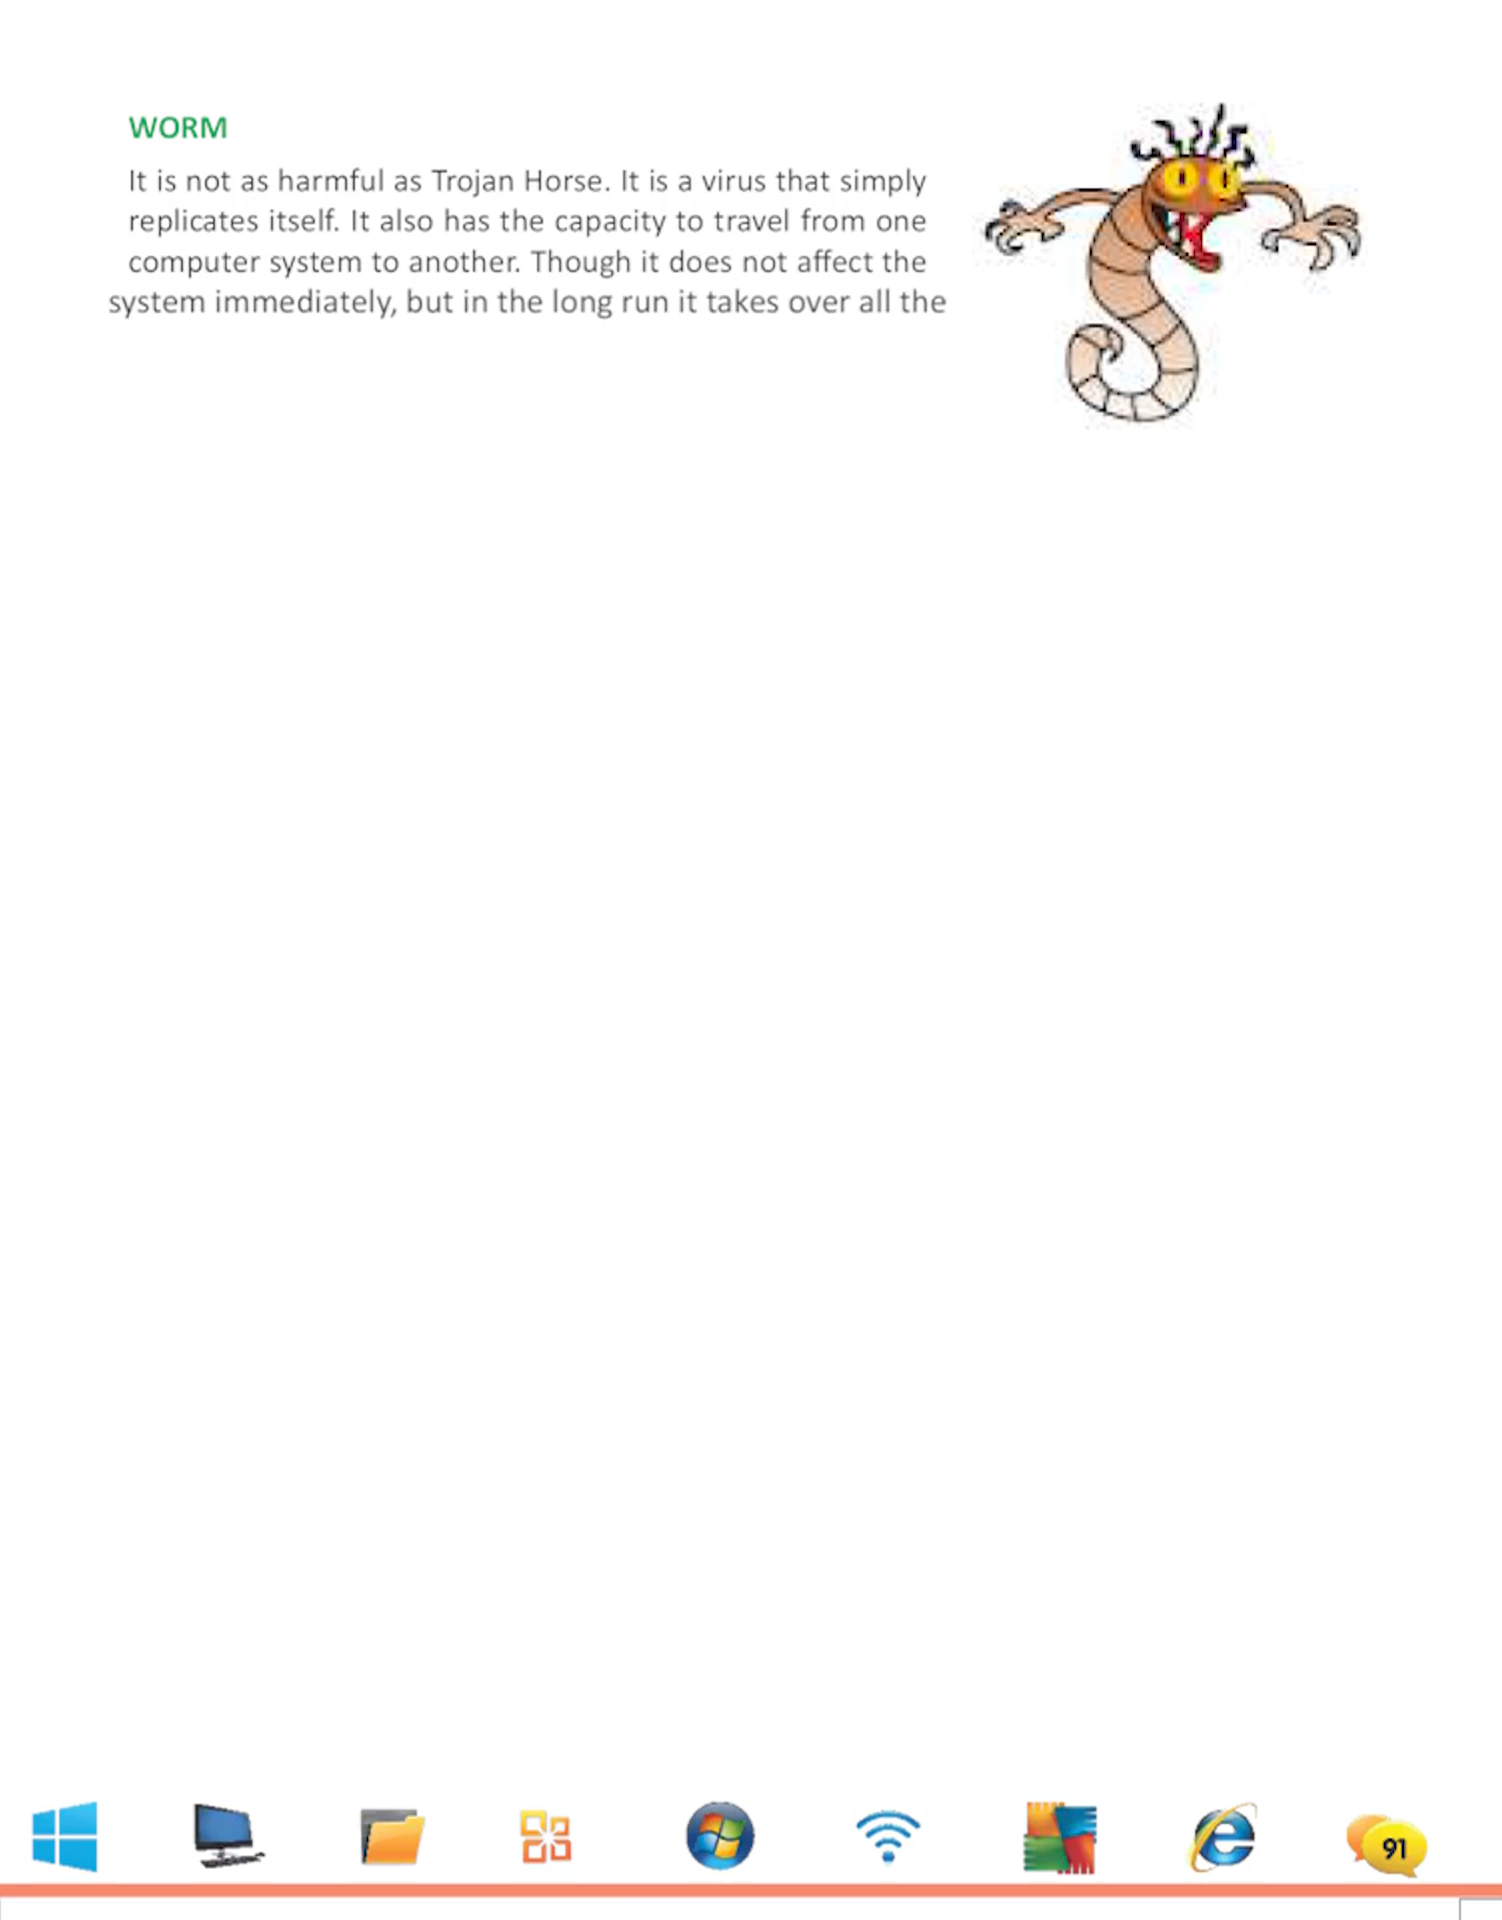 WORM
It is not as harmful as Trojan Horse. It is a virus that simply
replicates itself. It also has the capacity to travel from one
computer system to another. Though it does not affect the
system immediately, but in the long run it takes over all the
91